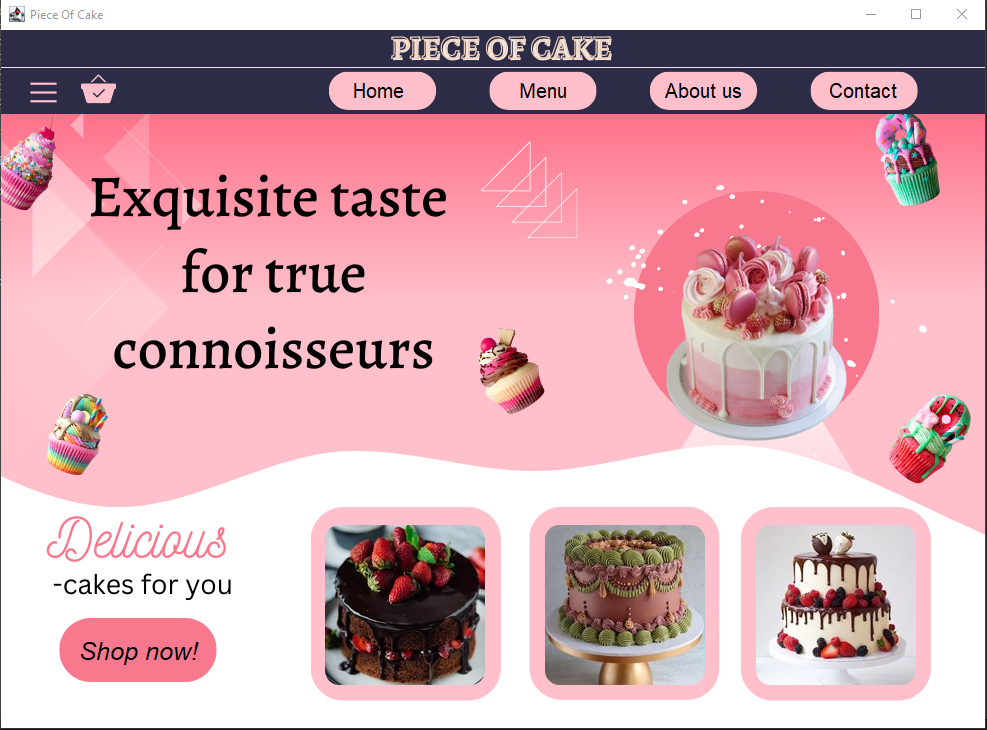 Piece Of Cake
PIECE OF CAKE
Home Menu About us Contact
Exquisite taste
for true
connoisseurs
Delicious
-cakes for you
Shop now!